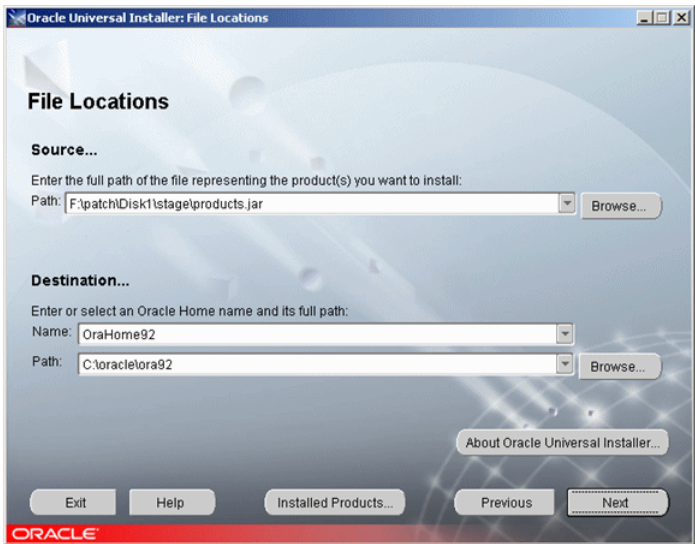 Oracle Universal Installer: File Locations
File Locations
Source...
Enter the full path of the file representing the product(s) you want to install:
Path: F:\patch\Disk1\stage\products.jar Browse...
Destination...
Enter or select an Oracle Home name and its full path:
Name: OraHome92
Path: C:\oracle\ora92 Browse...
About Oracle Universal Installer...
Exit Help Installed Products... Previous Next
ORACLE